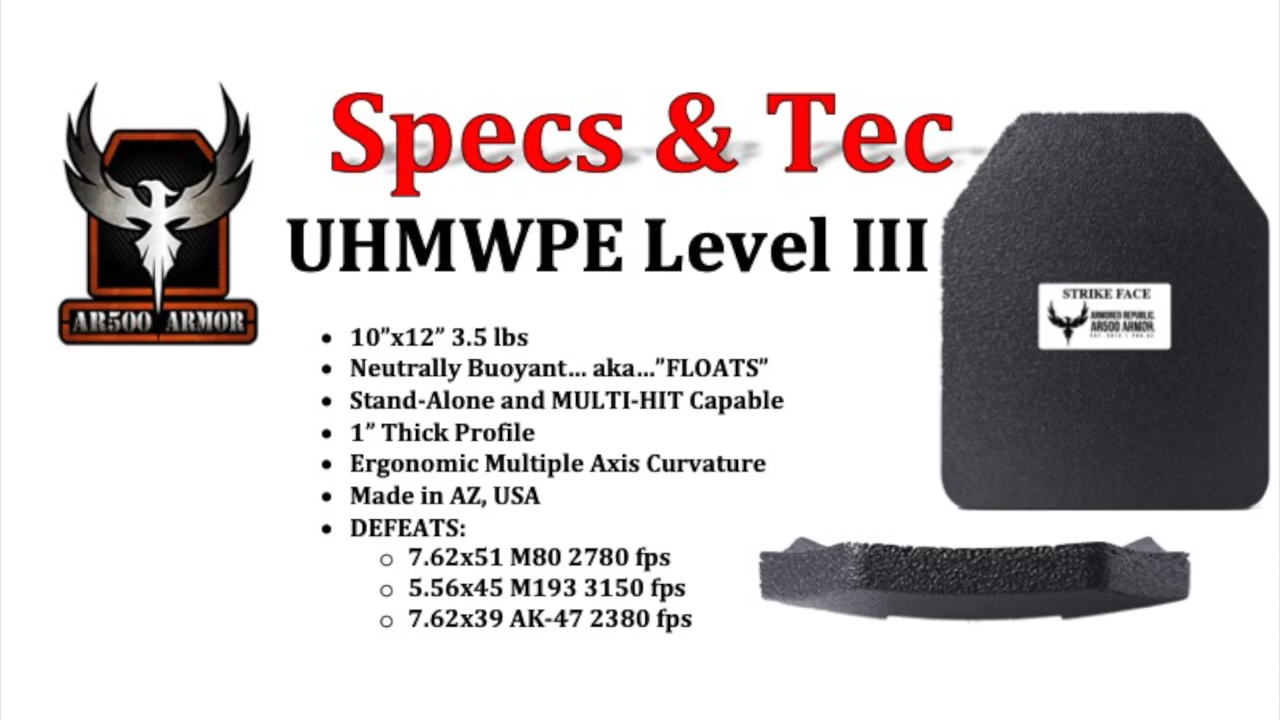 Specs & Tec
UHMWPE Level III
AR500 ARMOR
• 10”x12” 3.5 lbs
• Neutrally Buoyant... aka...”FLOATS”
• Stand-Alone and MULTI-HIT Capable
• 1” Thick Profile
• Ergonomic Multiple Axis Curvature
• Made in AZ, USA
• DEFEATS:
o 7.62x51 M80 2780 fps
o 5.56x45 M193 3150 fps
o 7.62x39 AK-47 2380 fps
STRIKE FACE
ARMORED REPUBLIC.
AR500 ARMOR.